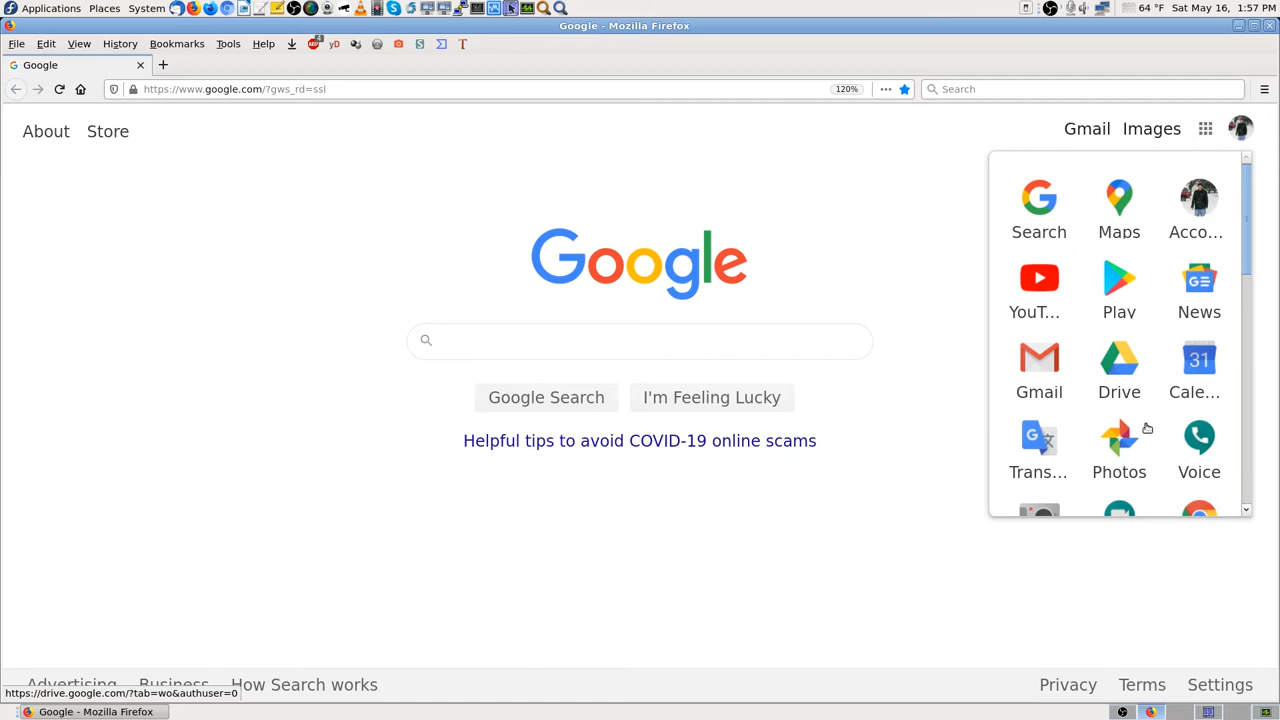 Applications Places System 64 °F Sat May 16, 1:57 PM
Google - Mozilla Firefox
File Edit View History Bookmarks Tools Help
Google
https://www.google.com/?gws_rd=ssl 120% Search
About Store Gmail Images
Search Maps Acco...
YouT... Play News
Gmail Drive Cale...
Trans... Photos Voice
Google
Google Search I'm Feeling Lucky
Helpful tips to avoid COVID-19 online scams
Advertising Business How Search works Privacy Terms Settings
https://drive.google.com/?tab=wo&authuser=0
Google - Mozilla Firefox